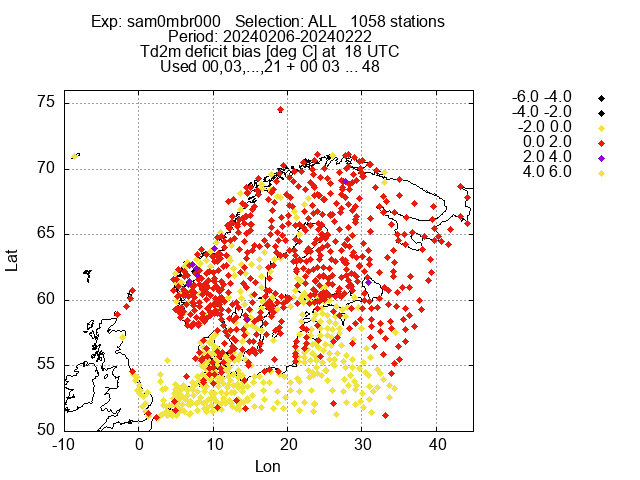 Exp: sam0mbr000   Selection: ALL   1058 stations
Period: 20240206-20240222
Td2m deficit bias [deg C] at  18 UTC
Used 00,03,...,21 + 00 03 ... 48
-6.0 -4.0
-4.0 -2.0
-2.0 0.0
0.0 2.0
2.0 4.0
4.0 6.0
75
70
65
60
55
50
Lat
-10 0 10 20 30 40
Lon